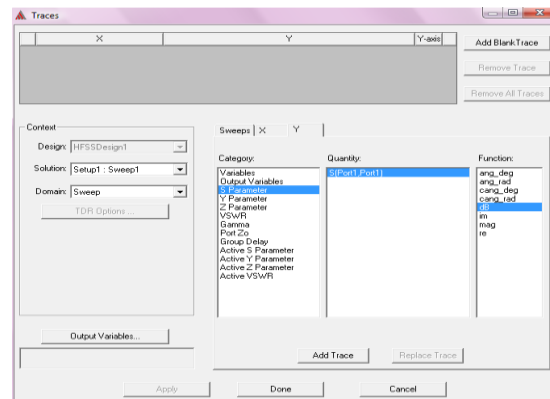 Traces
X Y Y-axis
Add BlankTrace
Remove Trace
Remove All Traces
Context
Design: HFSSDesign1
Solution: Setup1 : Sweep1
Domain: Sweep
TDR Options ...
Output Variables...
Sweeps X Y
Category:
Variables
Output Variables
S Parameter
Y Parameter
Z Parameter
VSWR
Gamma
Port Zo
Group Delay
Active S Parameter
Active Y Parameter
Active Z Parameter
Active VSWR
Quantity:
S(Port1,Port1)
Function:
ang_deg
ang_rad
cang_deg
cang_rad
dB
im
mag
re
Add Trace
Replace Trace
Apply
Done
Cancel